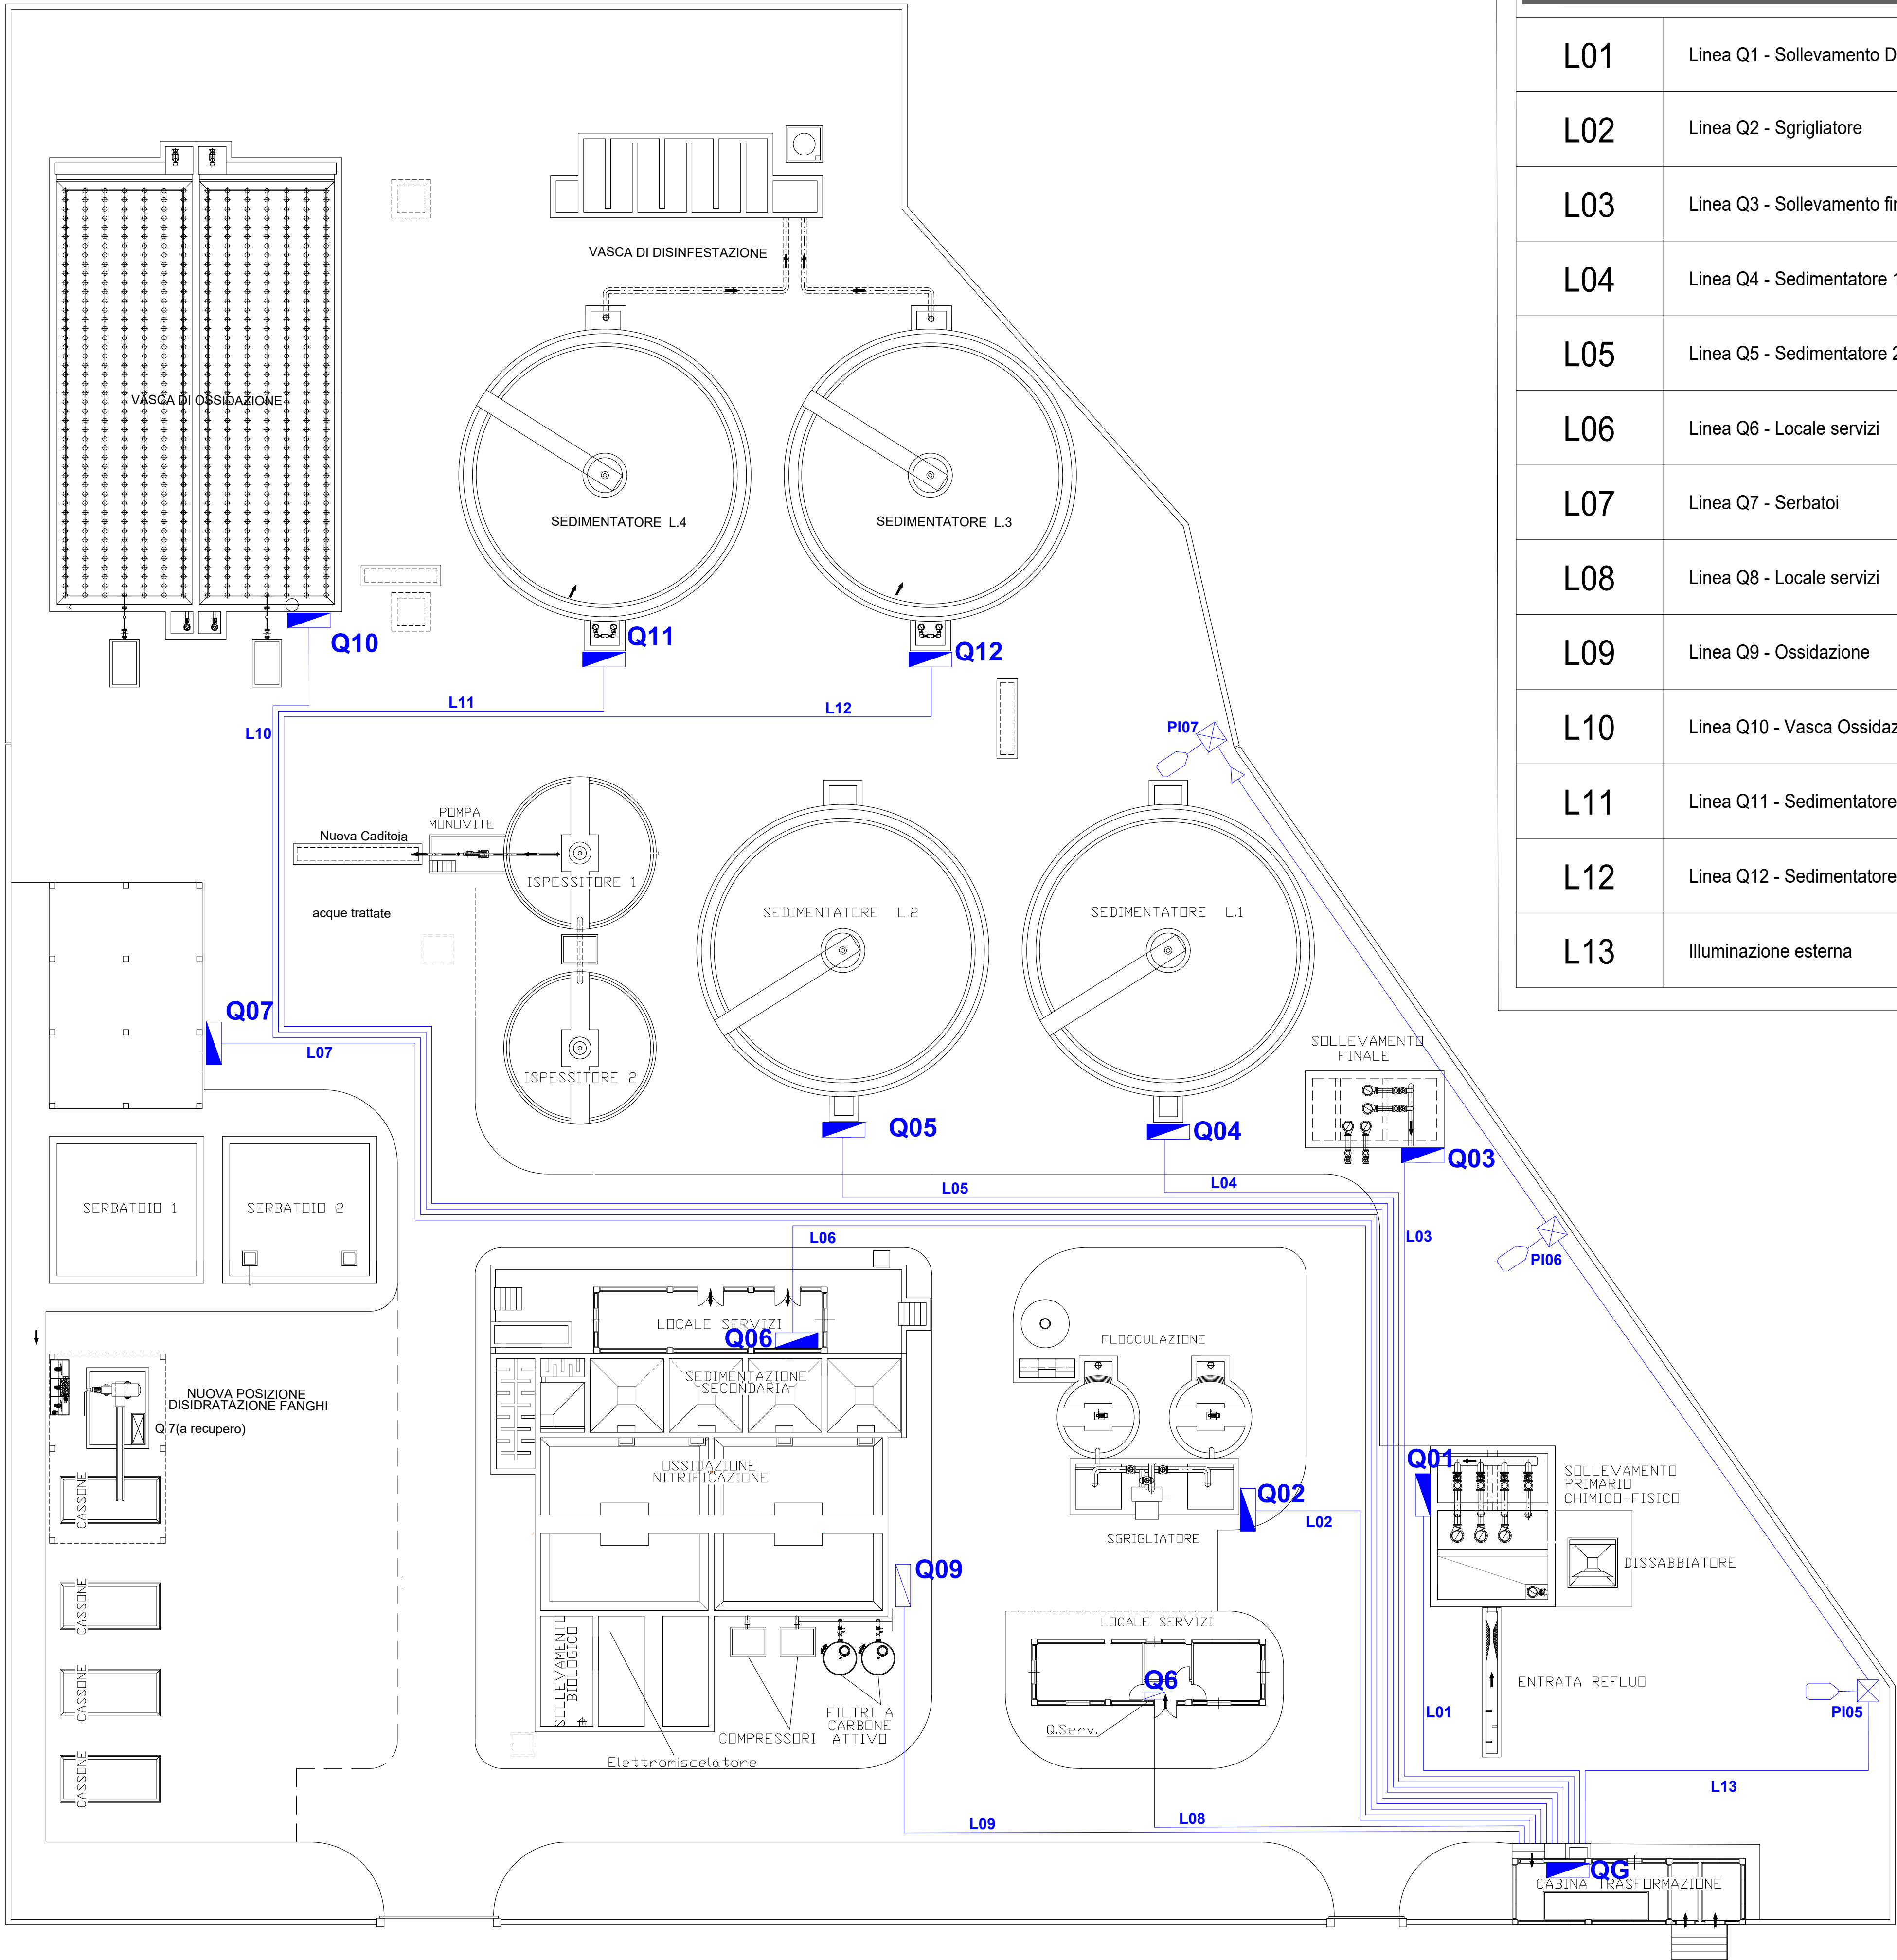 L01 Linea Q1 - Sollevamento D
L02 Linea Q2 - Sgrigliatore
L03 Linea Q3 - Sollevamento fi
L04 Linea Q4 - Sedimentatore 1
L05 Linea Q5 - Sedimentatore 2
L06 Linea Q6 - Locale servizi
L07 Linea Q7 - Serbatoi
L08 Linea Q8 - Locale servizi
L09 Linea Q9 - Ossidazione
L10 Linea Q10 - Vasca Ossidaz
L11 Linea Q11 - Sedimentatore
L12 Linea Q12 - Sedimentatore
L13 Illuminazione esterna
VASCA DI DISINFESTAZIONE
VASCA DI OSSIDAZIONE
SEDIMENTATORE L.4
SEDIMENTATORE L.3
Q10
Q11
Q12
L11
L12
L10
PI07
POMPA
MONOVITE
Nuova Caditoia
ISPESSITORE 1
acque trattate
SEDIMENTATORE L.2
SEDIMENTATORE L.1
Q07
L07
ISPESSITORE 2
SOLLEVAMENTO
FINALE
Q05
Q04
Q03
L05
L04
SERBATOIO 1
SERBATOIO 2
L06
L03
PI06
LOCALE SERVIZI
Q06
FLOCCULAZIONE
SEDIMENTAZIONE
SECONDARIA
NUOVA POSIZIONE
DISIDRATAZIONE FANGHI
Q 7(a recupero)
OSSIDAZIONE
NITRIFICAZIONE
Q01
SOLLEVAMENTO
PRIMARIO
CHIMICO-FISICO
CASSONE
Q02
L02
SGRIGLIATORE
DISSABBIATORE
Q09
CASSONE
LOCALE SERVIZI
SOLLEVAMENTO
BIOLOGICO
CASSONE
Q6
ENTRATA REFLUO
FILTRI A
CARBONE
ATTIVO
COMPRESSORI
Q.Serv.
L01
PI05
Elettromiscelatore
CASSONE
L13
L09
L08
QG
CABINA TRASFORMAZIONE